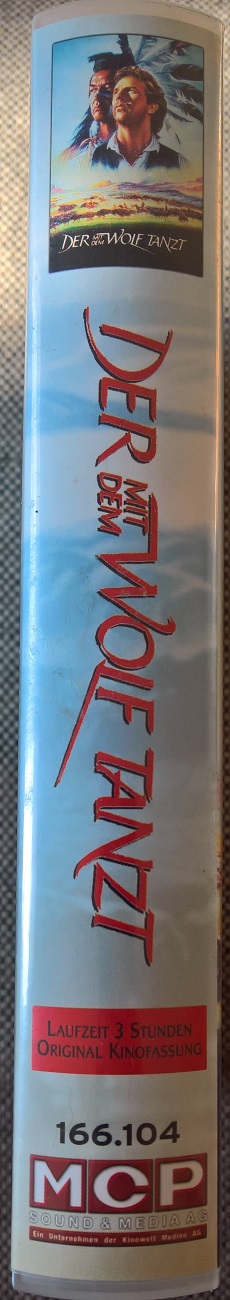 DER MIT DEM WOLF TANZT
DER MIT DEM WOLF TANZT
LAUFZEIT 3 STUNDEN
ORIGINAL KINOFASSUNG
166.104
MCP
SOUND & MEDIA AG
Ein Unternehmen der Kinowelt Medien AG